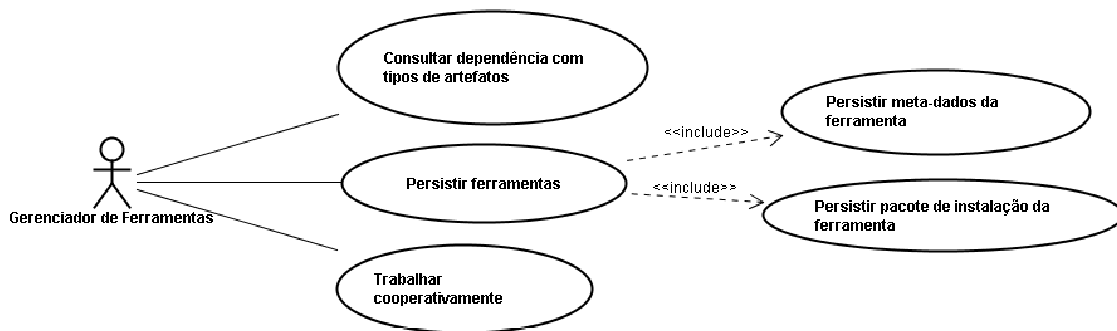 Consultar dependência com
tipos de artefatos
Persistir meta-dados da
ferramenta
<<include>>
Persistir ferramentas
<<include>>
Gerenciador de Ferramentas
Persistir pacote de instalação da
ferramenta
Trabalhar
cooperativamente